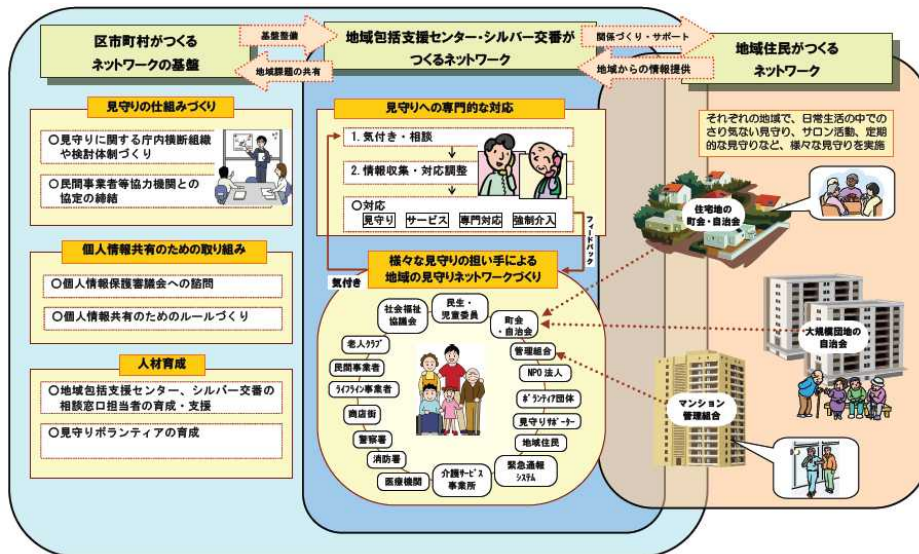 区市町村がつくる
ネットワークの基盤
基盤整備
地域課題の共有
地域包括支援センター・シルバー交番が
つくるネットワーク
関係づくり・サポート
地域からの情報提供
地域住民がつくる
ネットワーク
見守りの仕組みづくり
○見守りに関する庁内横断組織
や検討体制づくり
○民間事業者等協力機関との
協定の締結
個人情報共有のための取り組み
○個人情報保護審議会への諮問
○個人情報共有のためのルールづくり
人材育成
○地域包括支援センター、シルバー交番の
相談窓口担当者の育成・支援
○見守りボランティアの育成
見守りへの専門的な対応
1. 気付き・相談
2. 情報収集・対応調整
○対応
見守り サービス 専門対応 強制介入
フィードバック
気付き
様々な見守りの担い手による
地域の見守りネットワークづくり
民生・
児童委員
社会福祉
協議会
町会
・自治会
老人クラブ
管理組合
民間事業者
NPO法人
ライフライン事業者
ボランティア団体
商店街
見守りサポーター
警察署
地域住民
消防署
緊急通報
システム
医療機関
介護サービス
事業所
それぞれの地域で、日常生活の中での
さり気ない見守り、サロン活動、定期
的な見守りなど、様々な見守りを実施
住宅地の
町会・自治会
大規模団地の
自治会
マンション
管理組合